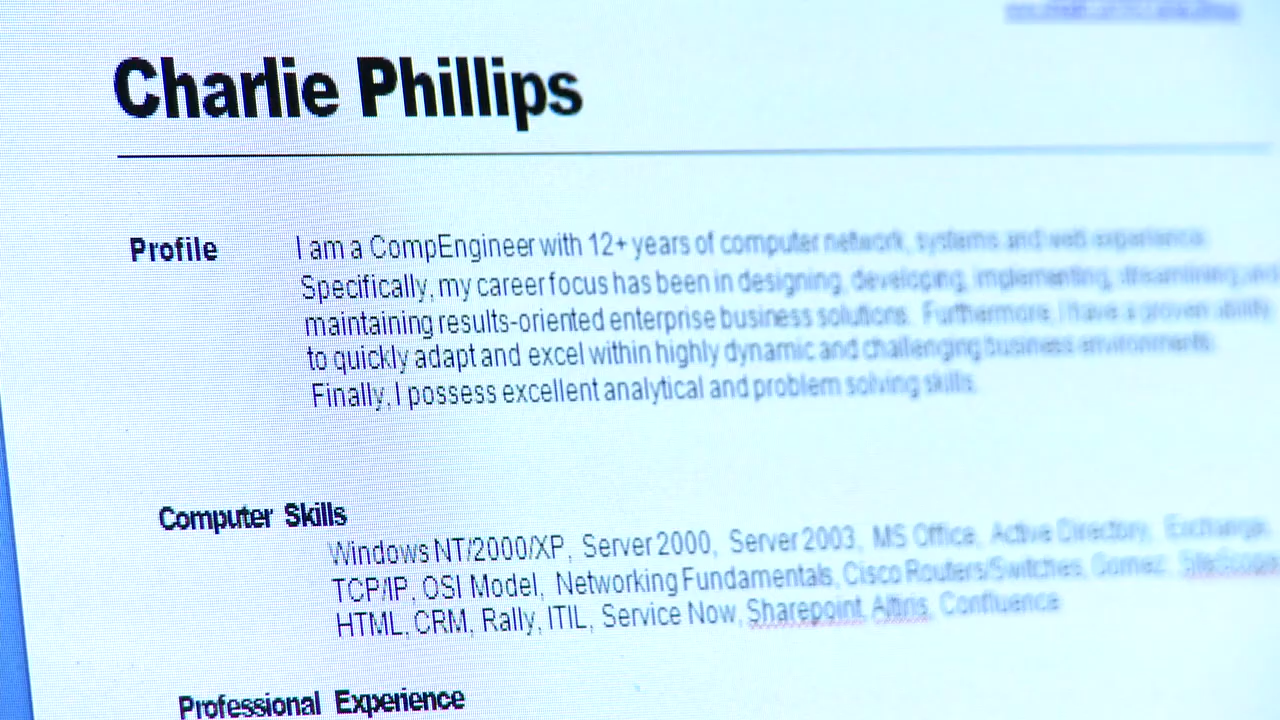 Charlie Phillips
Profile
I am a CompEngineer with 12+ years of computer network systems and web experience.
Specifically, my career focus has been in designing, developing, implementing, streamlining and
maintaining results-oriented enterprise business solutions. Furthermore, I have a proven ability
to quickly adapt and excel within highly dynamic and challenging business environments.
Finally, I possess excellent analytical and problem solving skills.
Computer Skills
Windows NT/2000/XP, Server 2000, Server 2003, MS Office, Active Directory, Exchange,
TCP/IP, OSI Model, Networking Fundamentals, Cisco Routers/Switches,
HTML, CRM, Rally, ITIL, Service Now, Sharepoint, Altiris, Confluence
Professional Experience